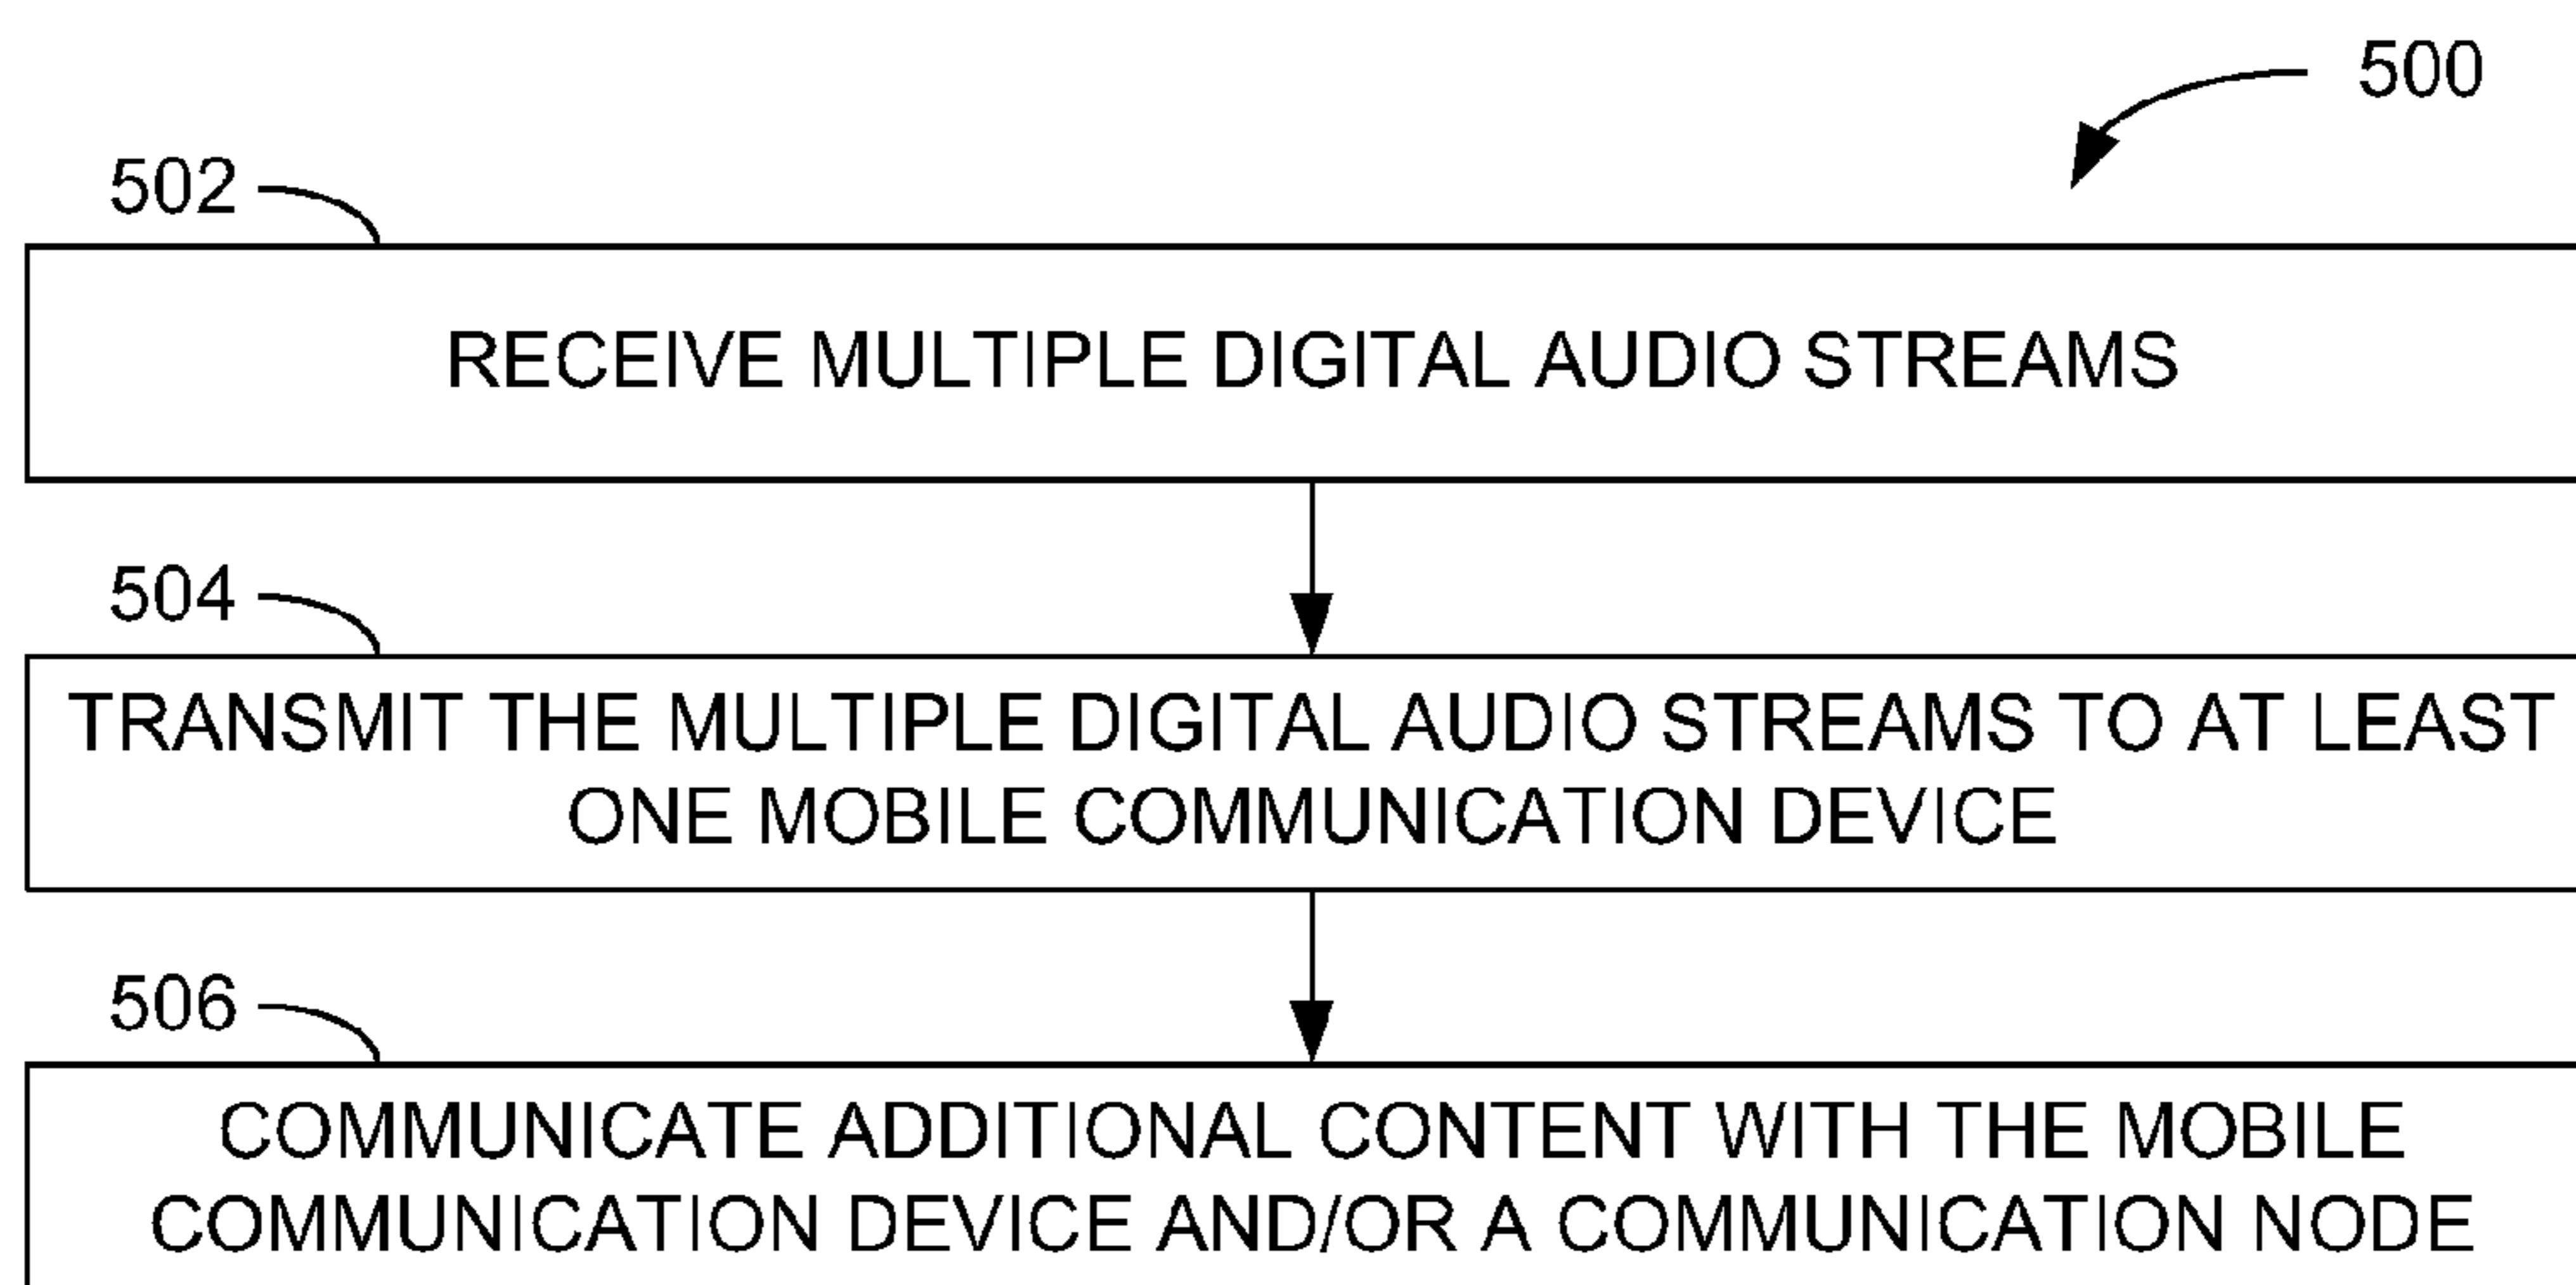 500
502
RECEIVE MULTIPLE DIGITAL AUDIO STREAMS
504
TRANSMIT THE MULTIPLE DIGITAL AUDIO STREAMS TO AT LEAST
ONE MOBILE COMMUNICATION DEVICE
506
COMMUNICATE ADDITIONAL CONTENT WITH THE MOBILE
COMMUNICATION DEVICE AND/OR A COMMUNICATION NODE